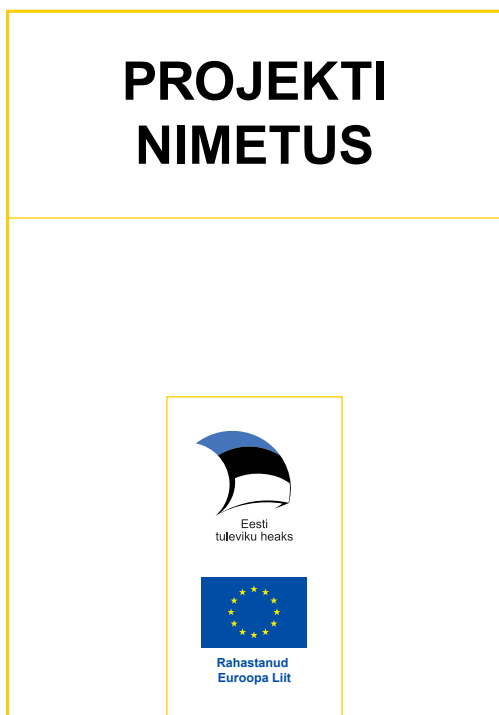 PROJEKTI
NIMETUS
Eesti
tuleviku heaks
Rahastanud
Euroopa Liit